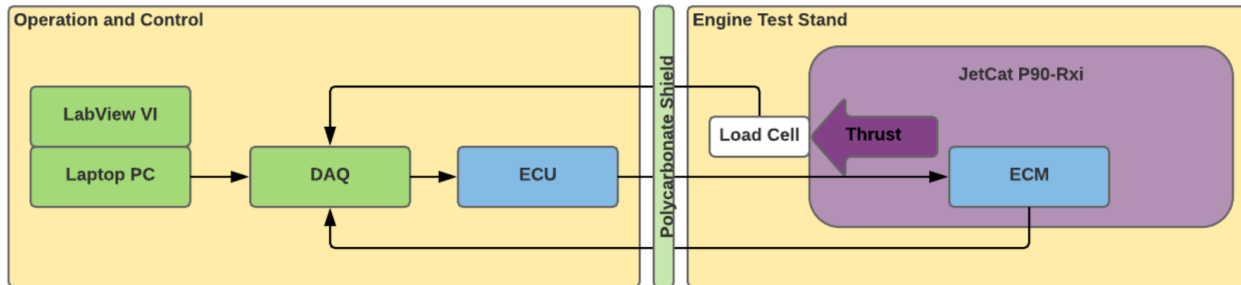 Operation and Control
LabView VI
Laptop PC
DAQ
ECU
Polycarbonate Shield
Engine Test Stand
JetCat P90-Rxi
Load Cell
Thrust
ECM